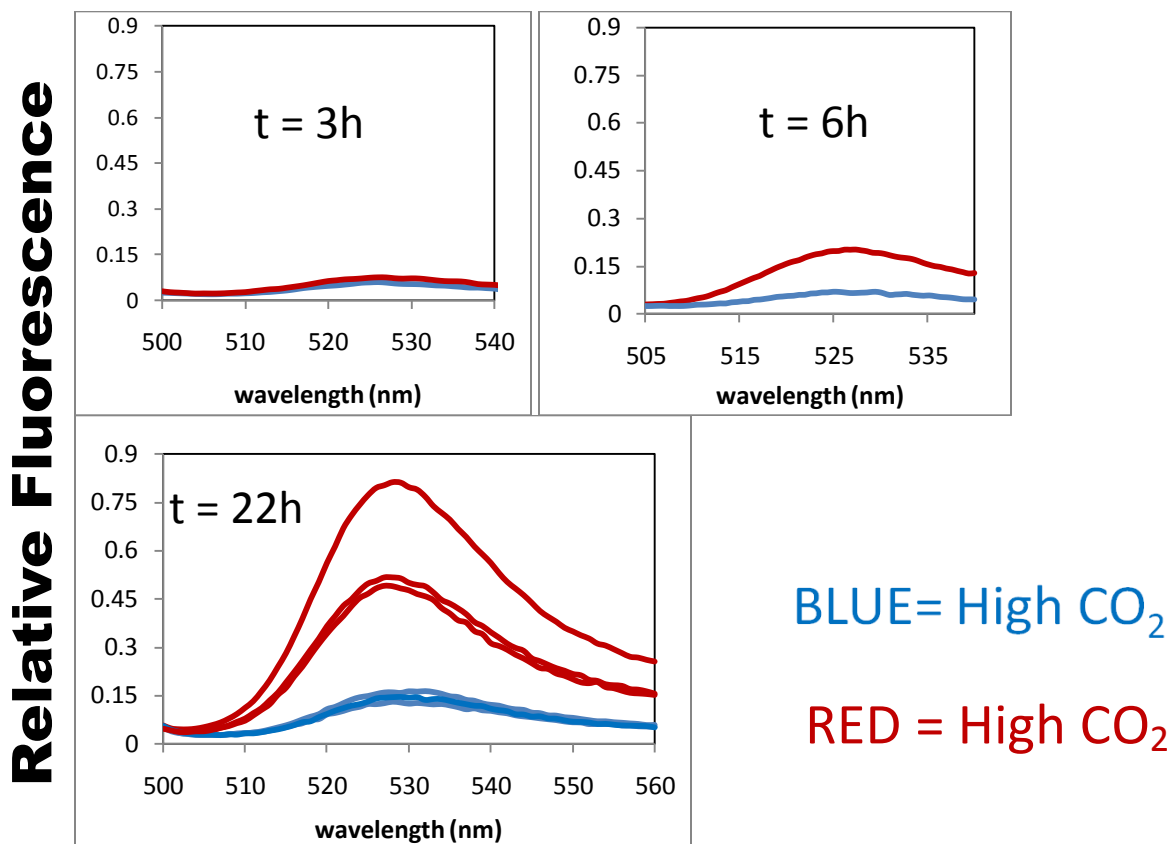 Relative Fluorescence
0.9
0.75
0.6
0.45
0.3
0.15
0
t = 3h
500 510 520 530 540
wavelength (nm)
0.9
0.75
0.6
0.45
0.3
0.15
0
t = 6h
505 515 525 535
wavelength (nm)
0.9
0.75
0.6
0.45
0.3
0.15
0
t = 22h
500 510 520 530 540 550 560
wavelength (nm)
BLUE= High CO₂
RED = High CO₂